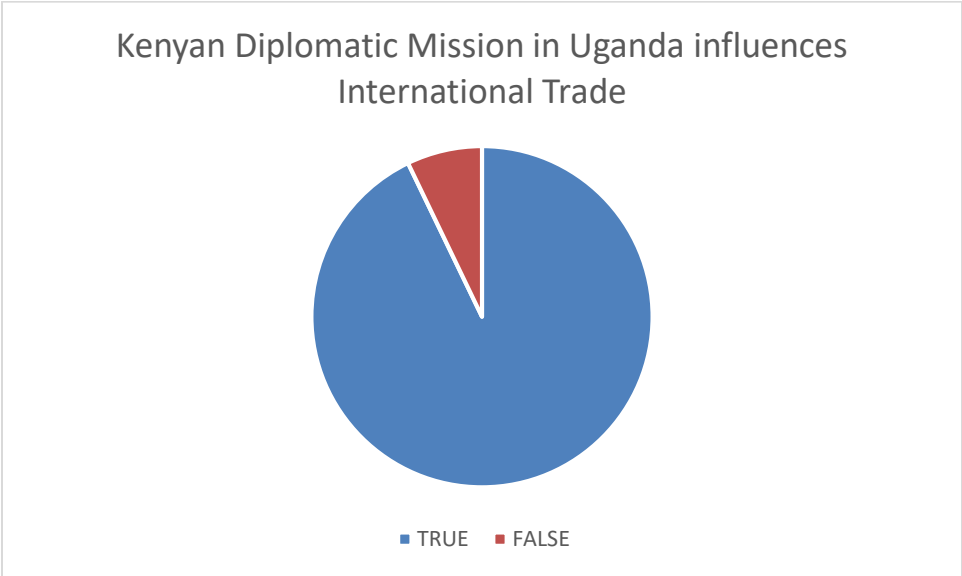 Kenyan Diplomatic Mission in Uganda influences
International Trade
TRUE FALSE